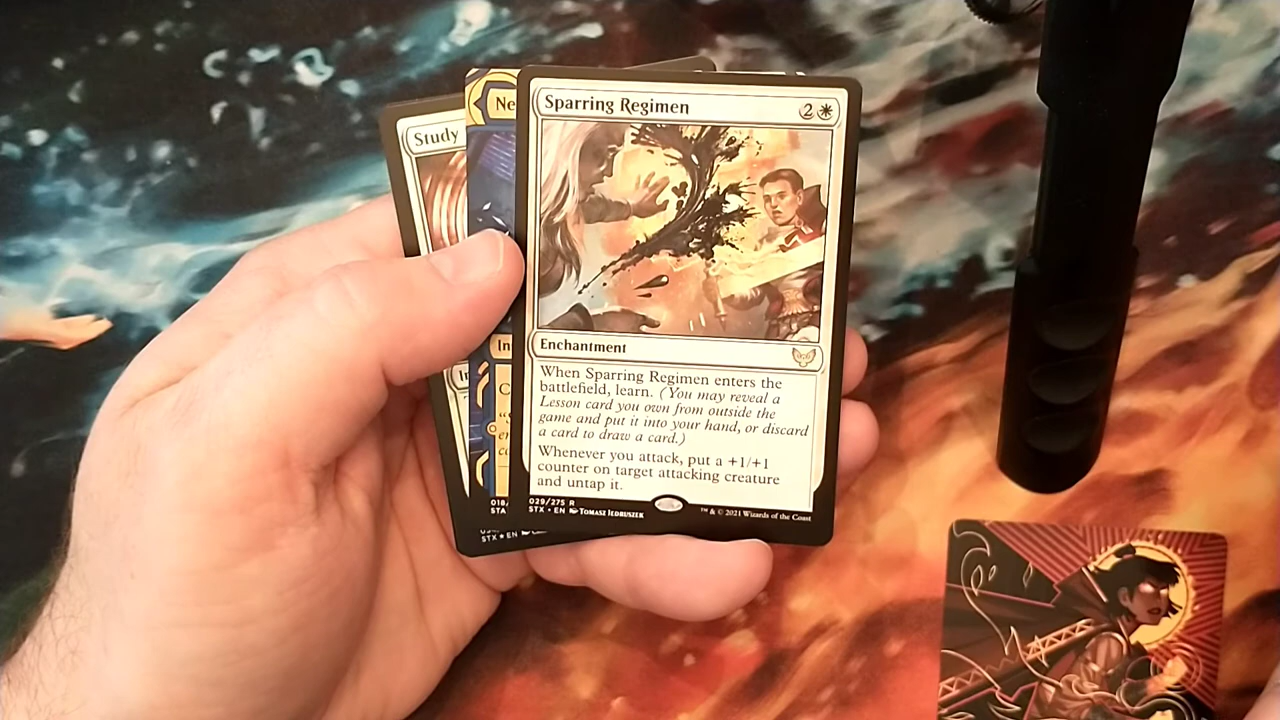 Study
Ne
Sparring Regimen
2
Enchantment
In
When Sparring Regimen enters the
battlefield, learn. (You may reveal a
Lesson card you own from outside the
game and put it into your hand, or discard
a card to draw a card.)
Whenever you attack, put a +1/+1
counter on target attacking creature
and untap it.
029/275 R
STX • EN TOMASZ JEDRUSZEK
™ & © 2021 Wizards of the Coast
018
STA
STX ★ EN